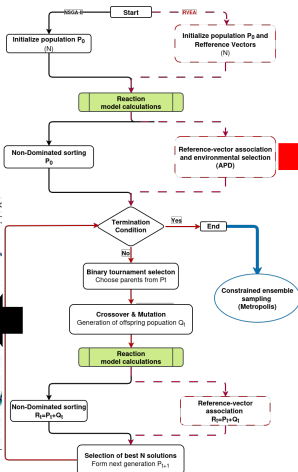 NSGA II
Start
RVEA
Initialize population P0
(N)
Initialize population P0 and
Refference Vectors
(N)
Reaction
model calculations
Non-Dominated sorting
P0
Reference-vector association
and environmental selection
(APD)
Termination
Condition
Yes
End
No
Binary tournament selecton
Choose parents from Pt
Constrained ensemble
sampling
(Metropolis)
Crossover & Mutation
Generation of offspring popuation Qt
Reaction
model calculations
Non-Dominated sorting
Rt=Pt+Qt
Reference-vector
association
Rt=Pt+Qt
Selection of best N solutions
Form next generation Pt+1